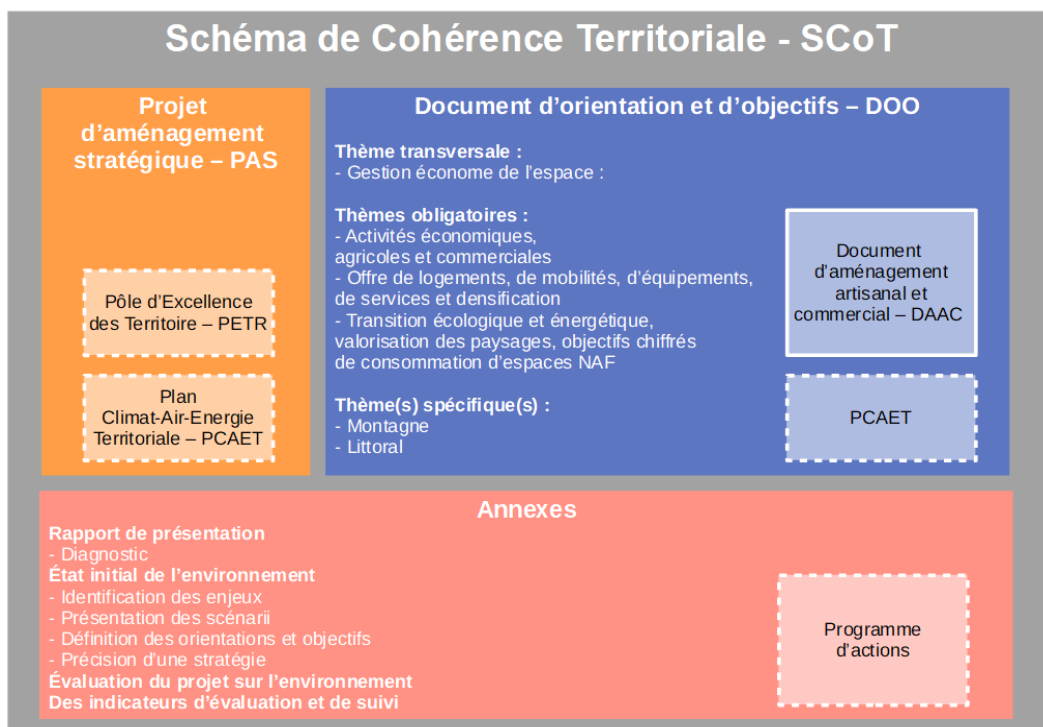 Schéma de Cohérence Territoriale - SCoT
Projet
d'aménagement
stratégique – PAS
Pôle d'Excellence
des Territoire – PETR
Plan
Climat-Air-Energie
Territoriale – PCAET
Document d'orientation et d'objectifs – DOO
Thème transversale :
- Gestion économe de l'espace :
Thèmes obligatoires :
- Activités économiques,
agricoles et commerciales
- Offre de logements, de mobilités, d'équipements,
de services et densification
- Transition écologique et énergétique,
valorisation des paysages, objectifs chiffrés
de consommation d'espaces NAF
Thème(s) spécifique(s) :
- Montagne
- Littoral
Document
d'aménagement
artisanal et
commercial – DAAC
PCAET
Annexes
Rapport de présentation
- Diagnostic
État initial de l'environnement
- Identification des enjeux
- Présentation des scénarii
- Définition des orientations et objectifs
- Précision d'une stratégie
Évaluation du projet sur l'environnement
Des indicateurs d'évaluation et de suivi
Programme
d'actions